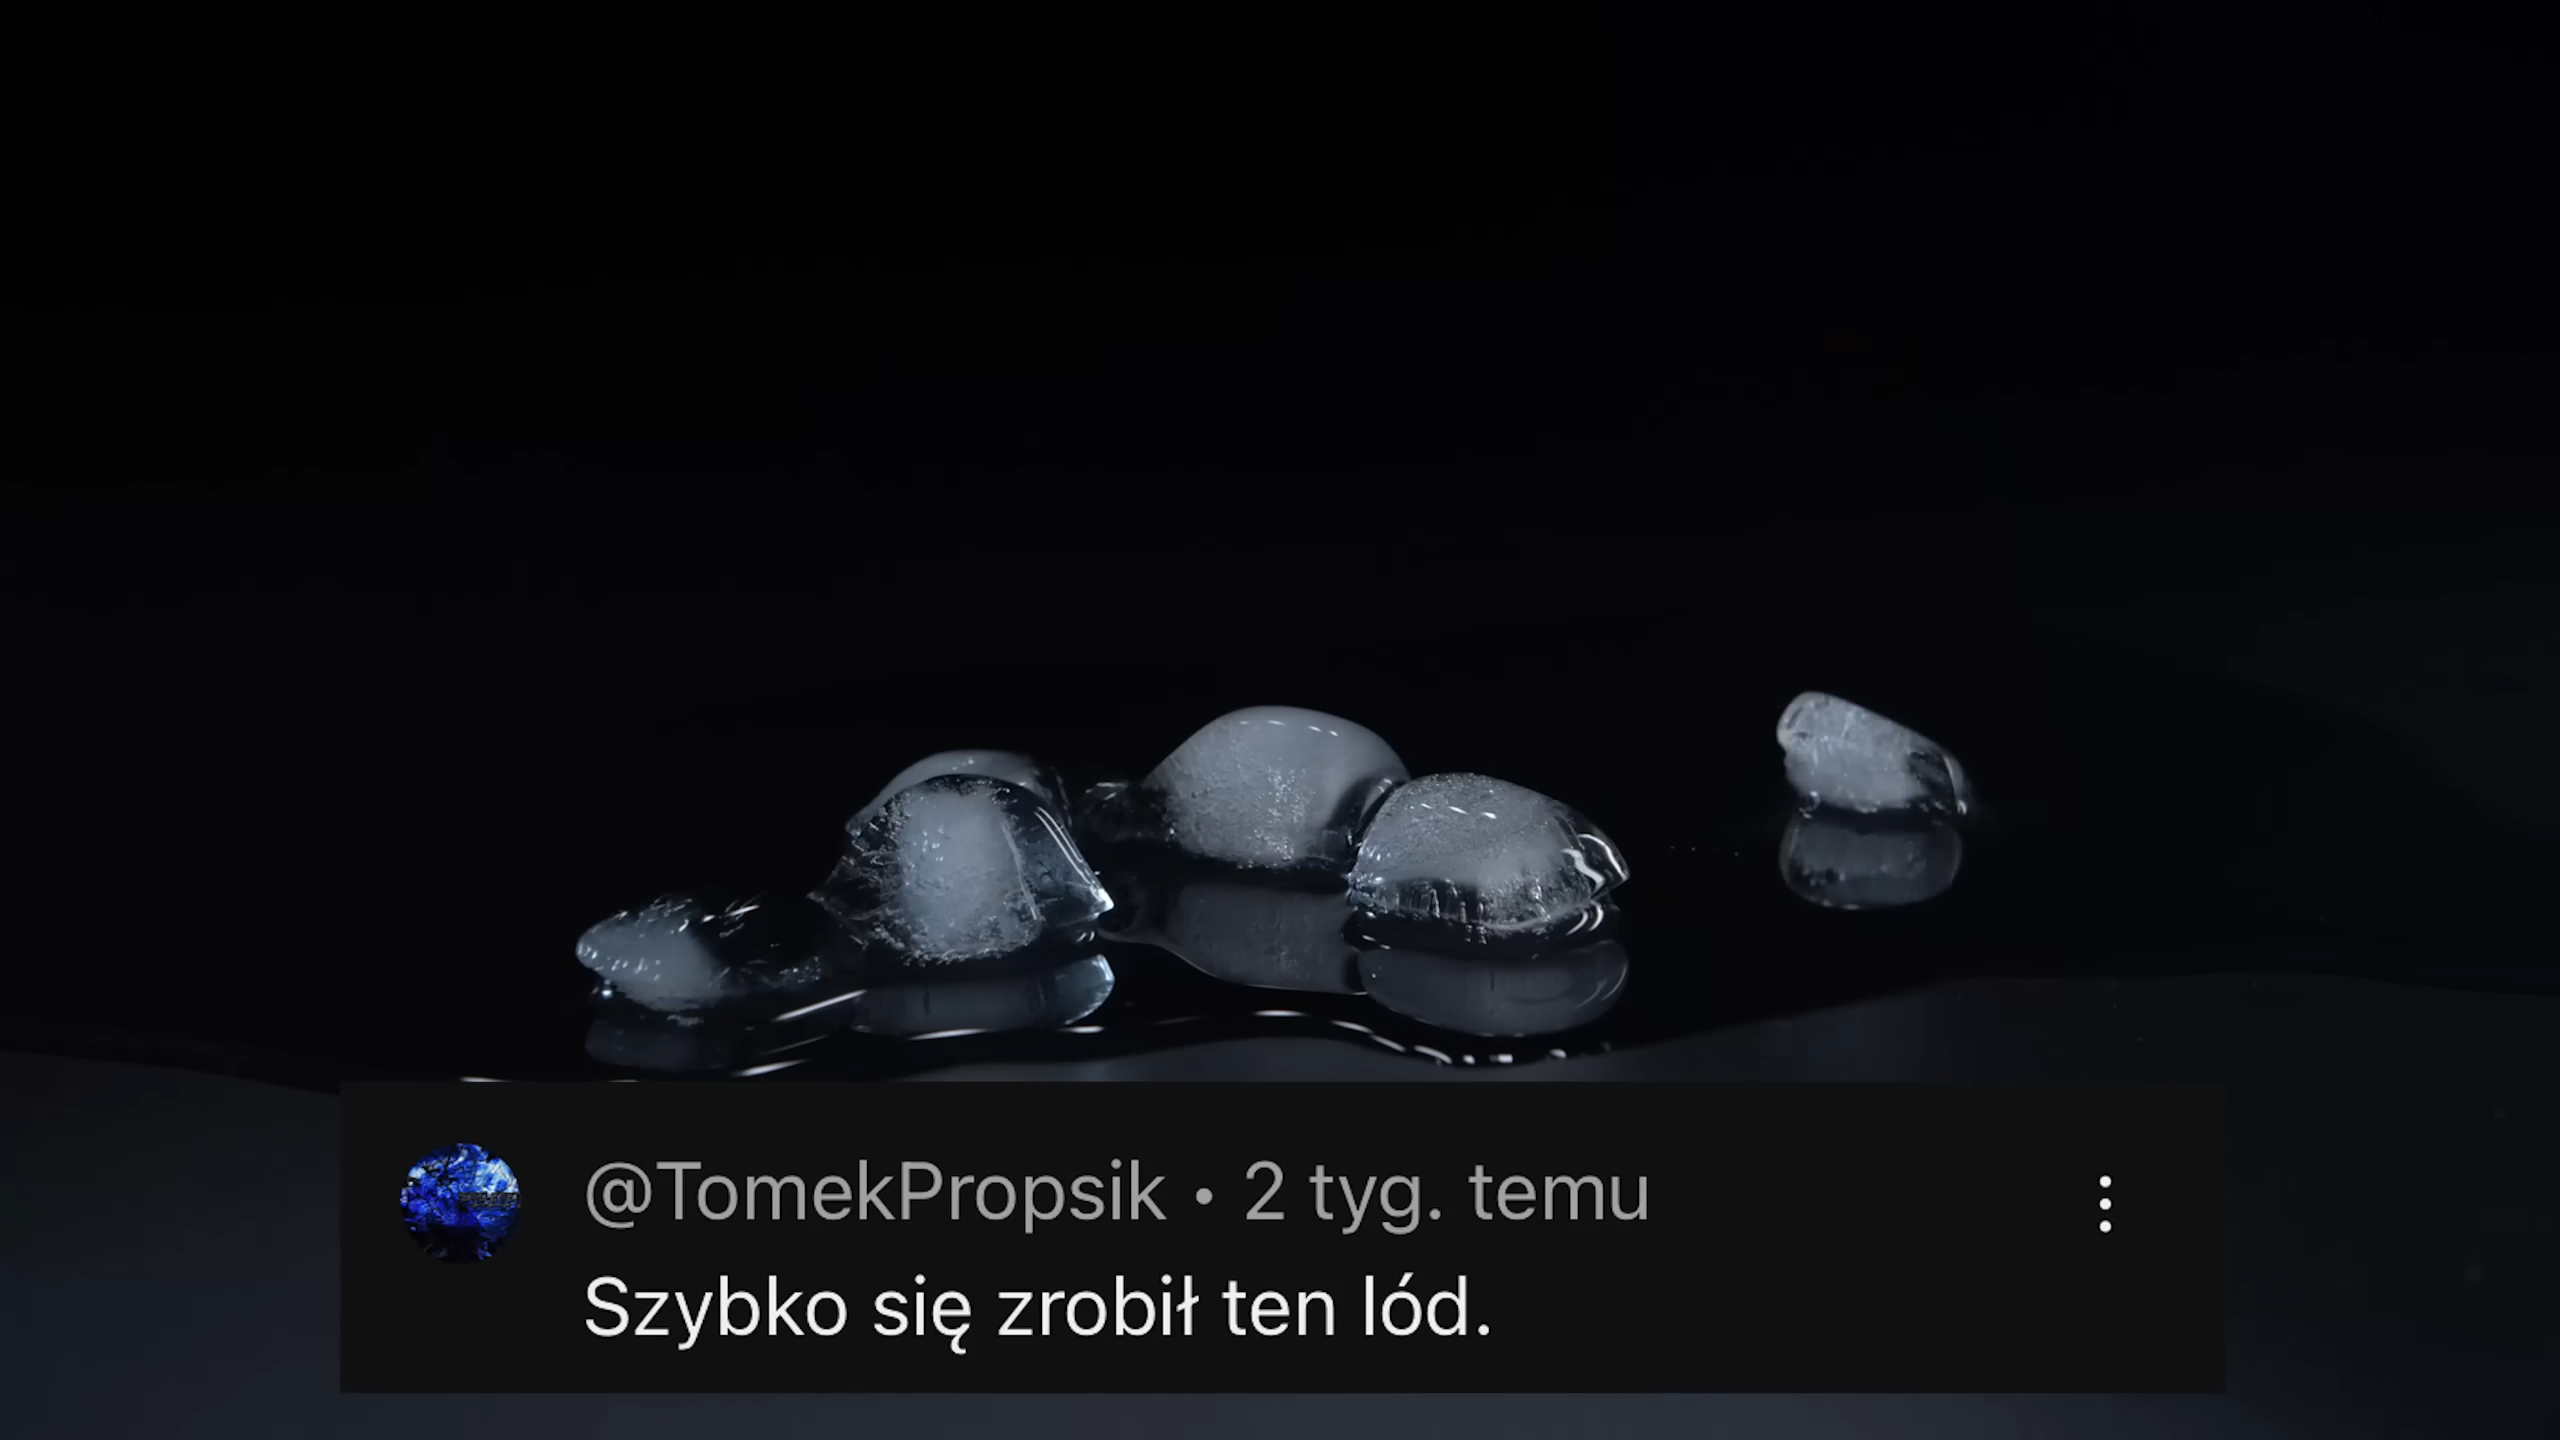 @TomekPropsik • 2 tyg. temu
Szybko się zrobił ten lód.